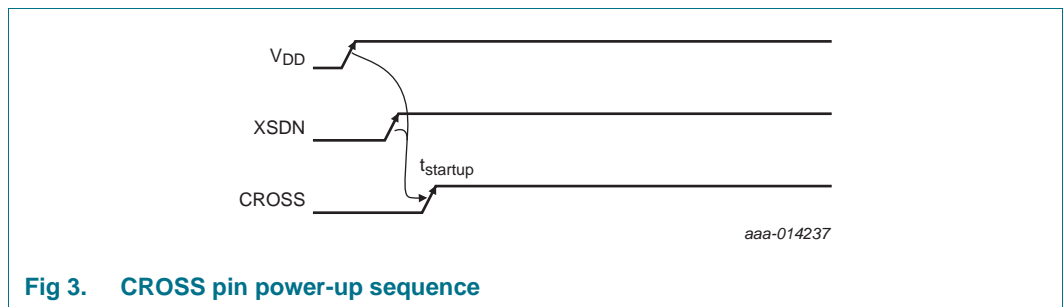 VDD
XSDN
tstartup
CROSS
aaa-014237
Fig 3. CROSS pin power-up sequence